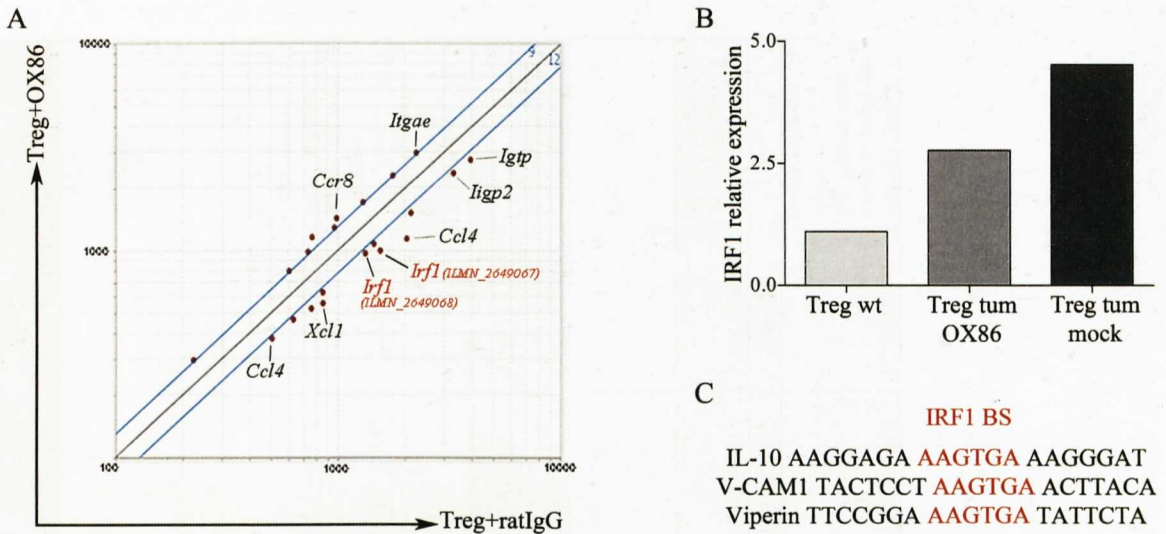 A
Treg+OX86
10000
1000
100
1000
10000
9
12
Itgae
Ccr8
Igtp
Iigp2
Ccl4
Irf1 (ILMN_2649067)
Irf1
(ILMN_2649068)
Xcl1
Ccl4
Treg+ratIgG
B
IRF1 relative expression
5.0
2.5
0.0
Treg wt
Treg tum
OX86
Treg tum
mock
C
IRF1 BS
IL-10 AAGGAGA AAGTGA AAGGGAT
V-CAM1 TACTCCT AAGTGA ACTTACA
Viperin TTCCGGA AAGTGA TATTCTA